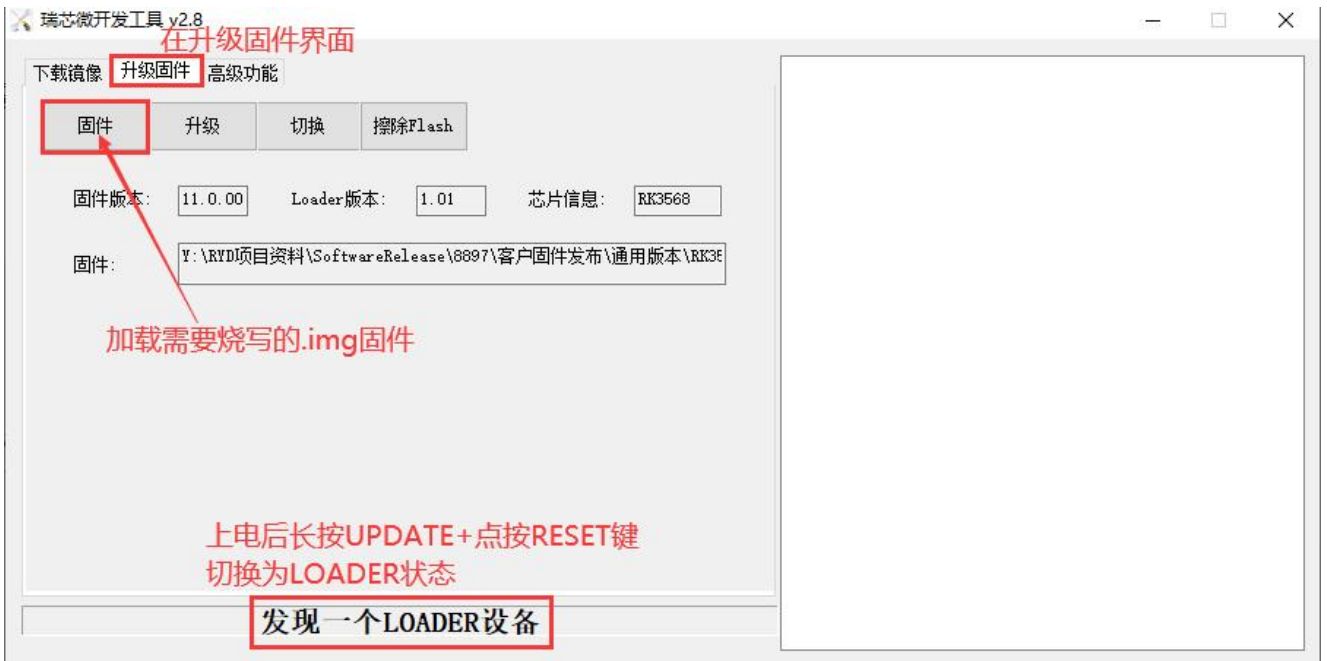 瑞芯微开发工具 v2.8
在升级固件界面
下载镜像 升级固件 高级功能
固件 升级 切换 擦除Flash
固件版本: 11.0.00 Loader版本: 1.01 芯片信息: RK3568
固件: Y:\RYD项目资料\SoftwareRelease\8897\客户固件发布\通用版本\RK35
加载需要烧写的.img固件
上电后长按UPDATE+点按RESET键
切换为LOADER状态
发现一个LOADER设备